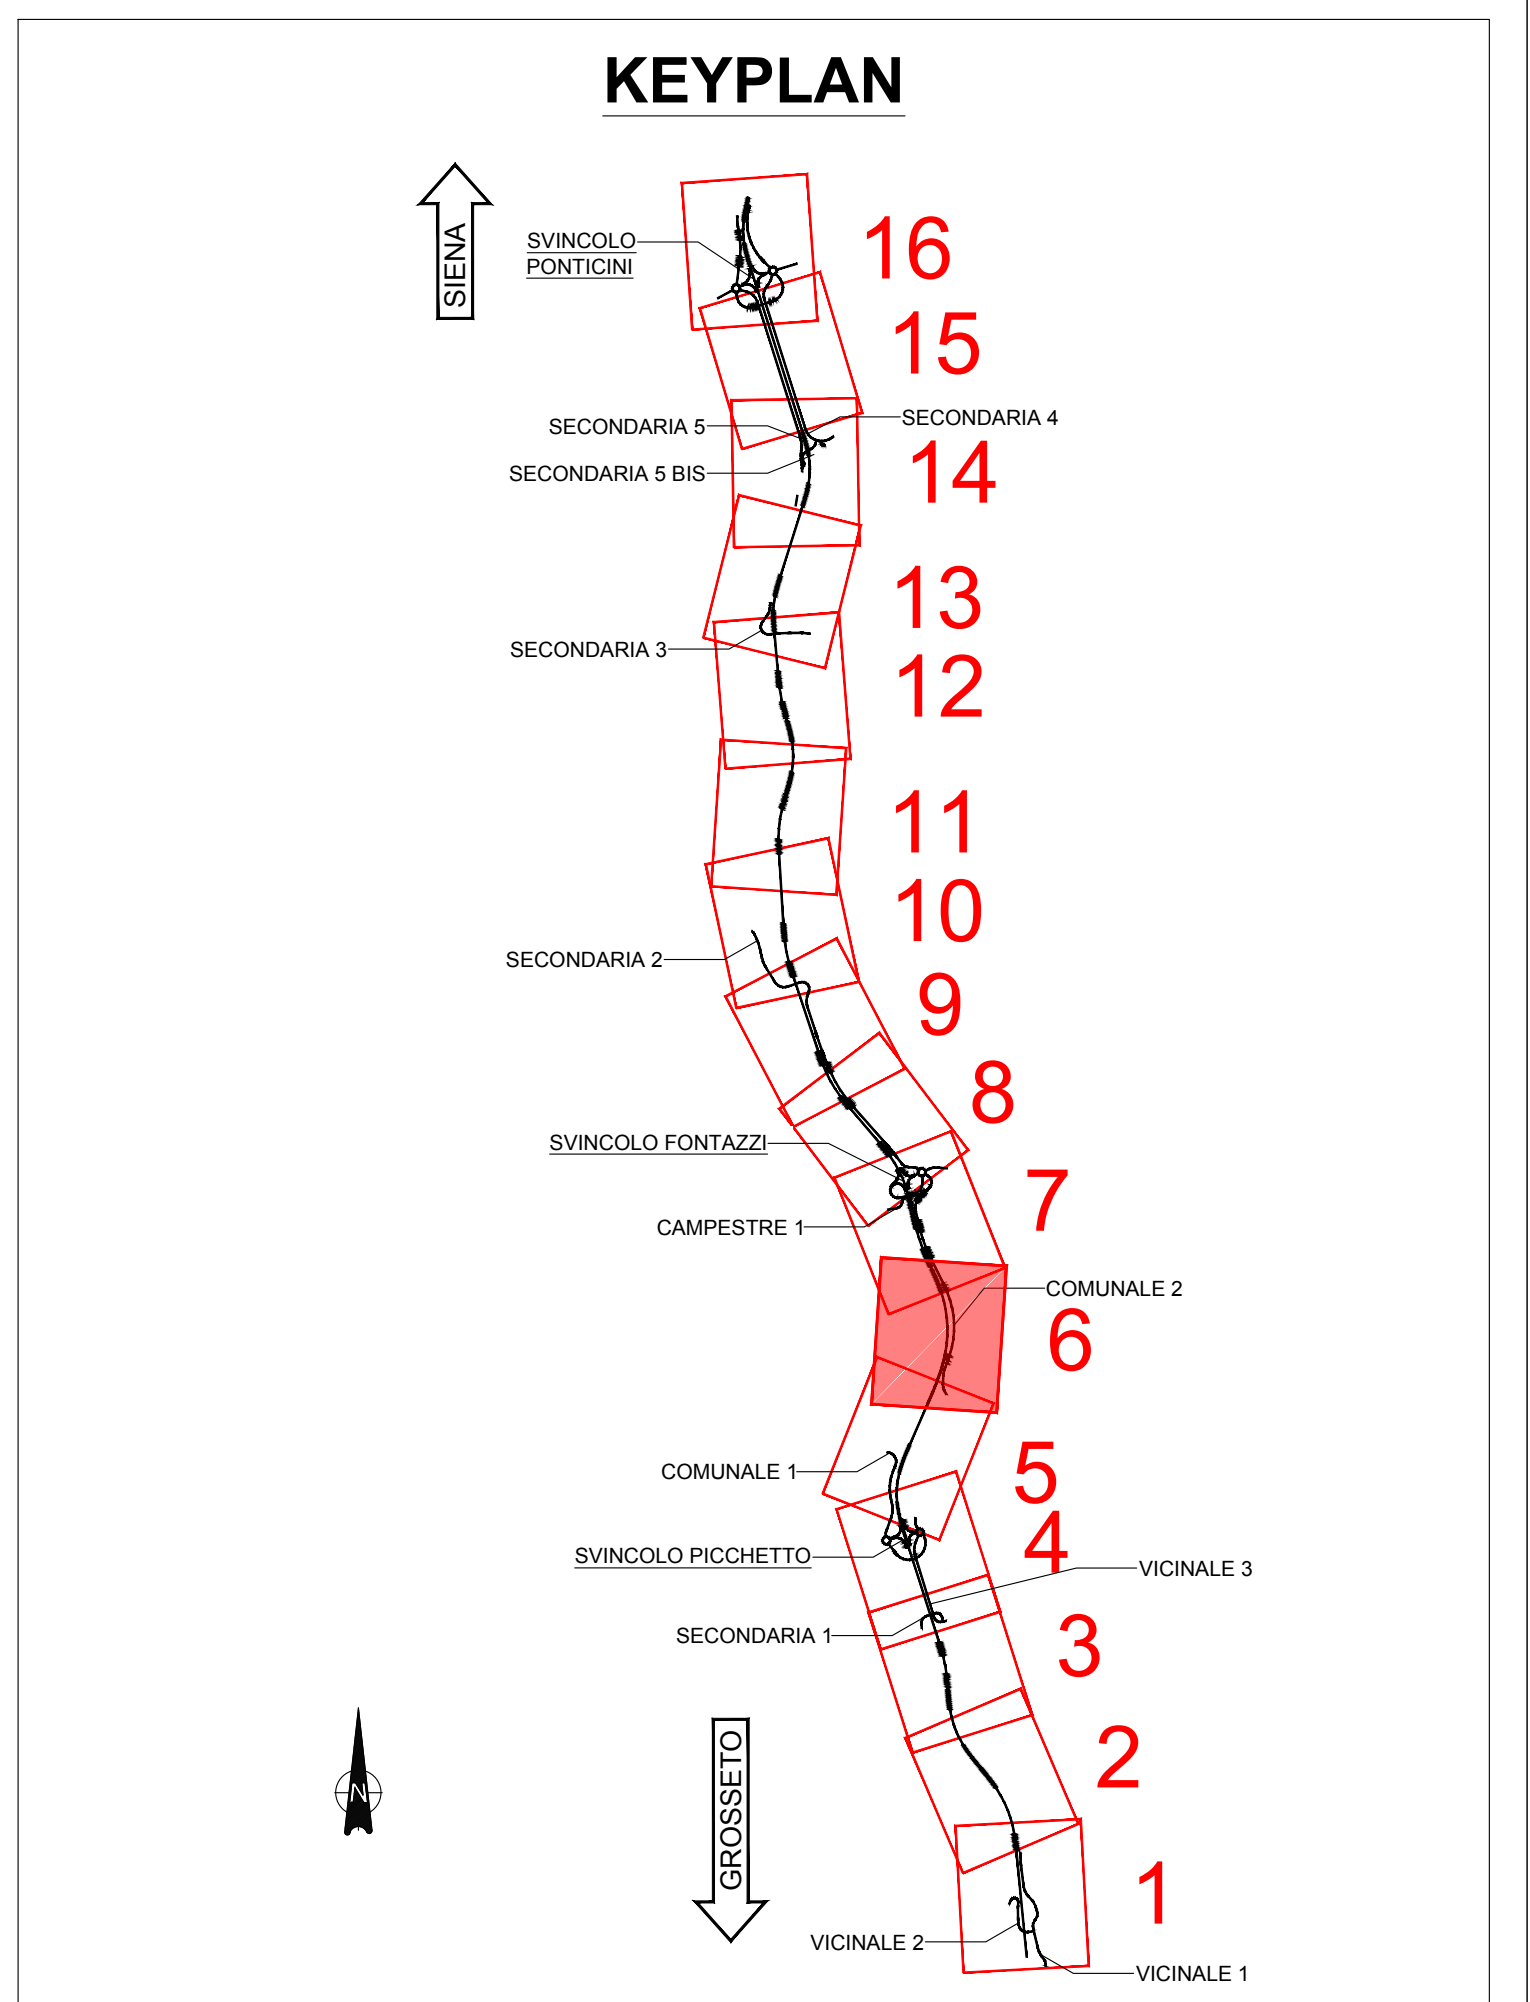 KEYPLAN
SIENA
SVINCOLO
PONTICINI
16
15
SECONDARIA 5
SECONDARIA 4
SECONDARIA 5 BIS
14
13
SECONDARIA 3
12
11
10
SECONDARIA 2
9
8
SVINCOLO FONTAZZI
7
CAMPESTRE 1
COMUNALE 2
6
COMUNALE 1
5
4
SVINCOLO PICCHETTO
VICINALE 3
SECONDARIA 1
3
2
N
GROSSETO
1
VICINALE 2
VICINALE 1